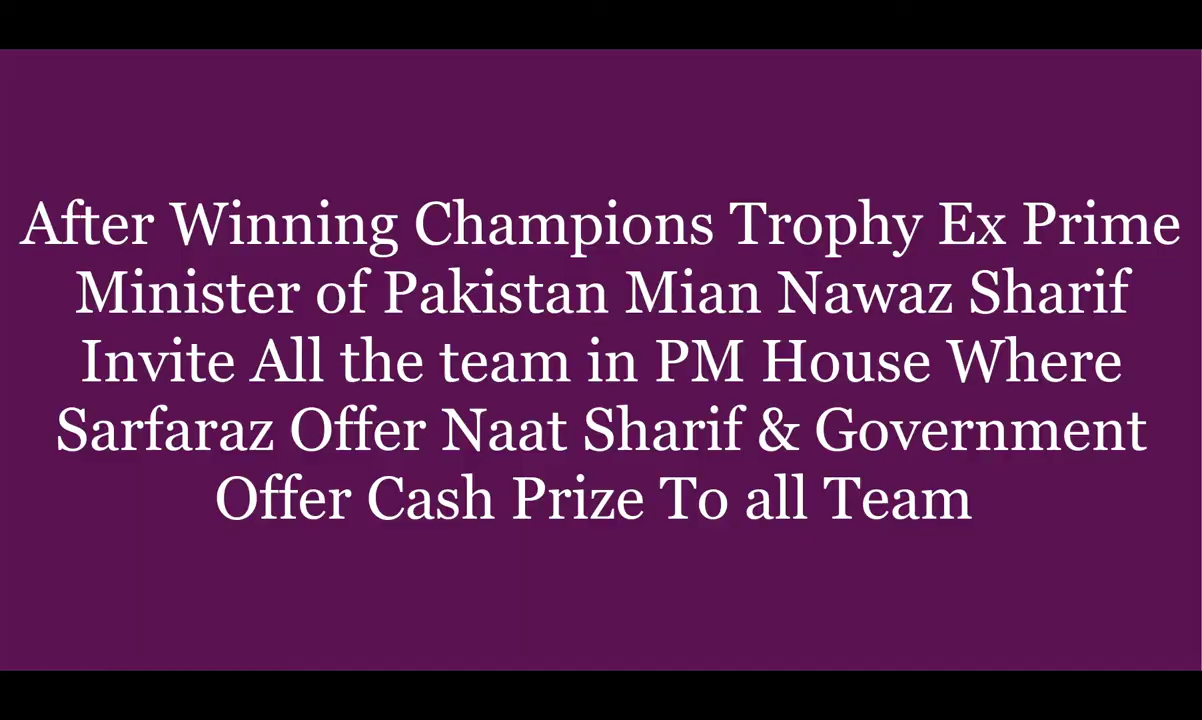 After Winning Champions Trophy Ex Prime
Minister of Pakistan Mian Nawaz Sharif
Invite All the team in PM House Where
Sarfaraz Offer Naat Sharif & Government
Offer Cash Prize To all Team